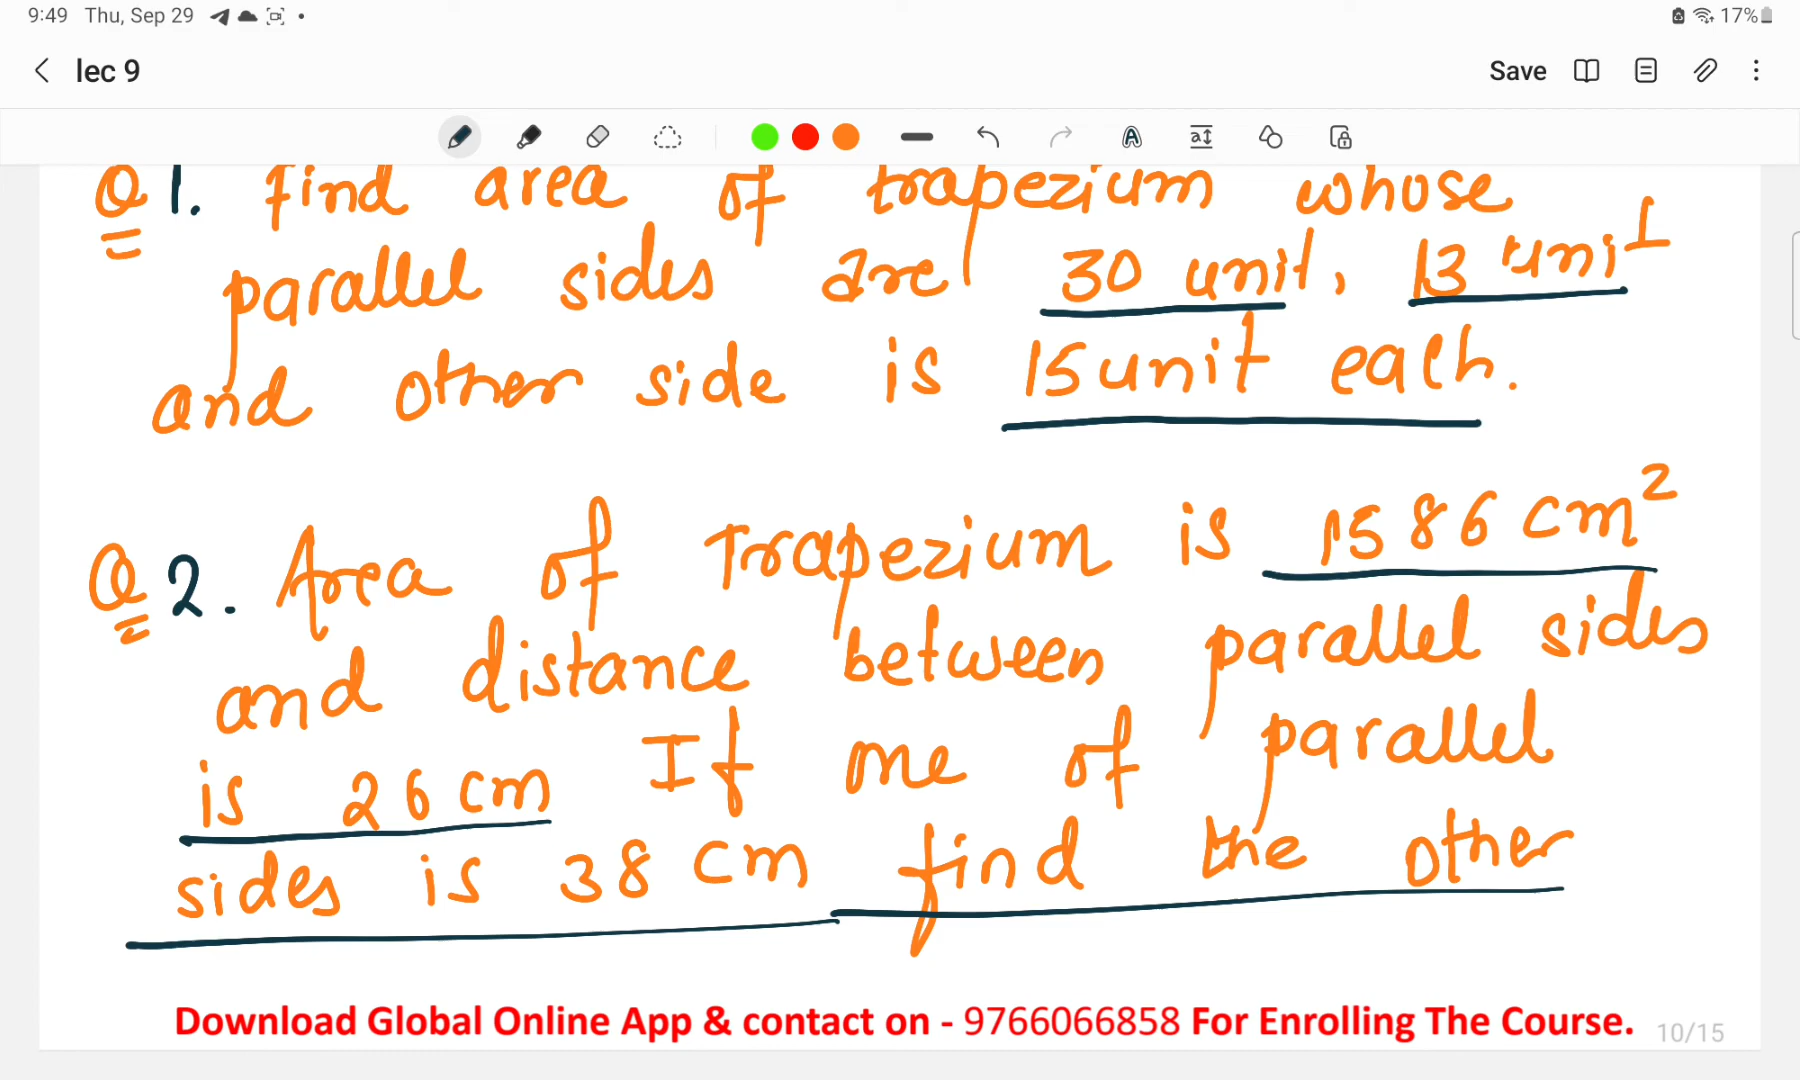 9:49 Thu, Sep 29
17%
lec 9
Save
Q1. find area of trapezium whose
parallel sides are 30 unit, 13 unit
and other side is 15 unit each.
Q2. Area of Trapezium is 1586 cm²
and distance between parallel sides
is 26 cm If one of parallel
sides is 38 cm find the other
Download Global Online App & contact on - 9766066858 For Enrolling The Course.
10/15